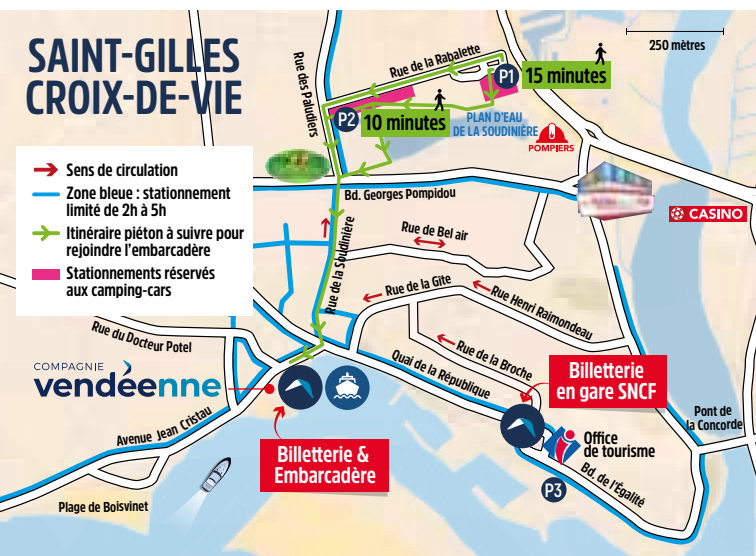 SAINT-GILLES
CROIX-DE-VIE
250 mètres
Rue de la Rabalette
Rue des Paludiers
P1
15 minutes
P2
10 minutes
PLAN D'EAU
DE LA SOUDINIÈRE
POMPIERS
Sens de circulation
Zone bleue : stationnement
limité de 2h à 5h
Itinéraire piéton à suivre pour
rejoindre l'embarcadère
Stationnements réservés
aux camping-cars
Bd. Georges Pompidou
CASINO
Rue de la Soudinière
Rue de Bel air
Rue de la Gîte
Rue Henri Raimondeau
Rue de la Broche
Rue du Docteur Potel
Quai de la République
COMPAGNIE
vendéenne
Billetterie
en gare SNCF
Billetterie &
Embarcadère
Avenue Jean Cristau
Pont de
la Concorde
Office
de tourisme
i
P3
Bd. de l'Égalité
Plage de Boisvinet